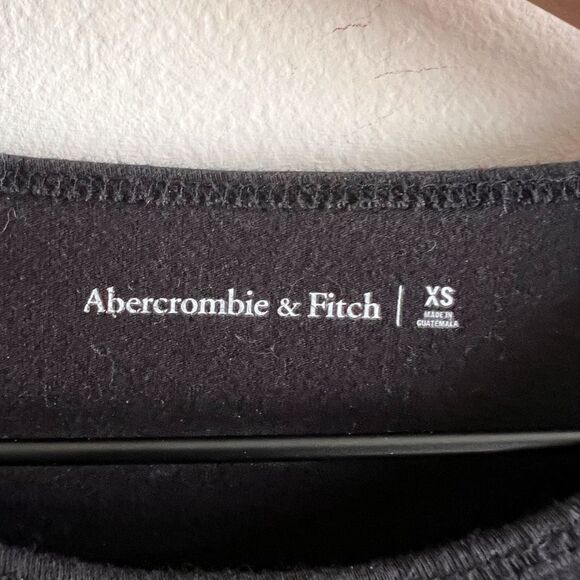 Abercrombie & Fitch | XS
MADE IN
GUATEMALA